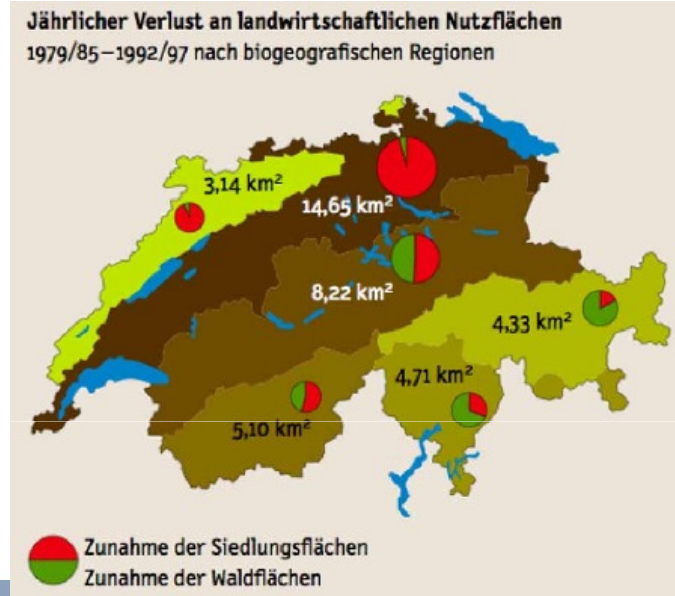 Jährlicher Verlust an landwirtschaftlichen Nutzflächen
1979/85–1992/97 nach biogeografischen Regionen
3,14 km²
14,65 km²
8,22 km²
4,33 km²
4,71 km²
5,10 km²
Zunahme der Siedlungsflächen
Zunahme der Waldflächen